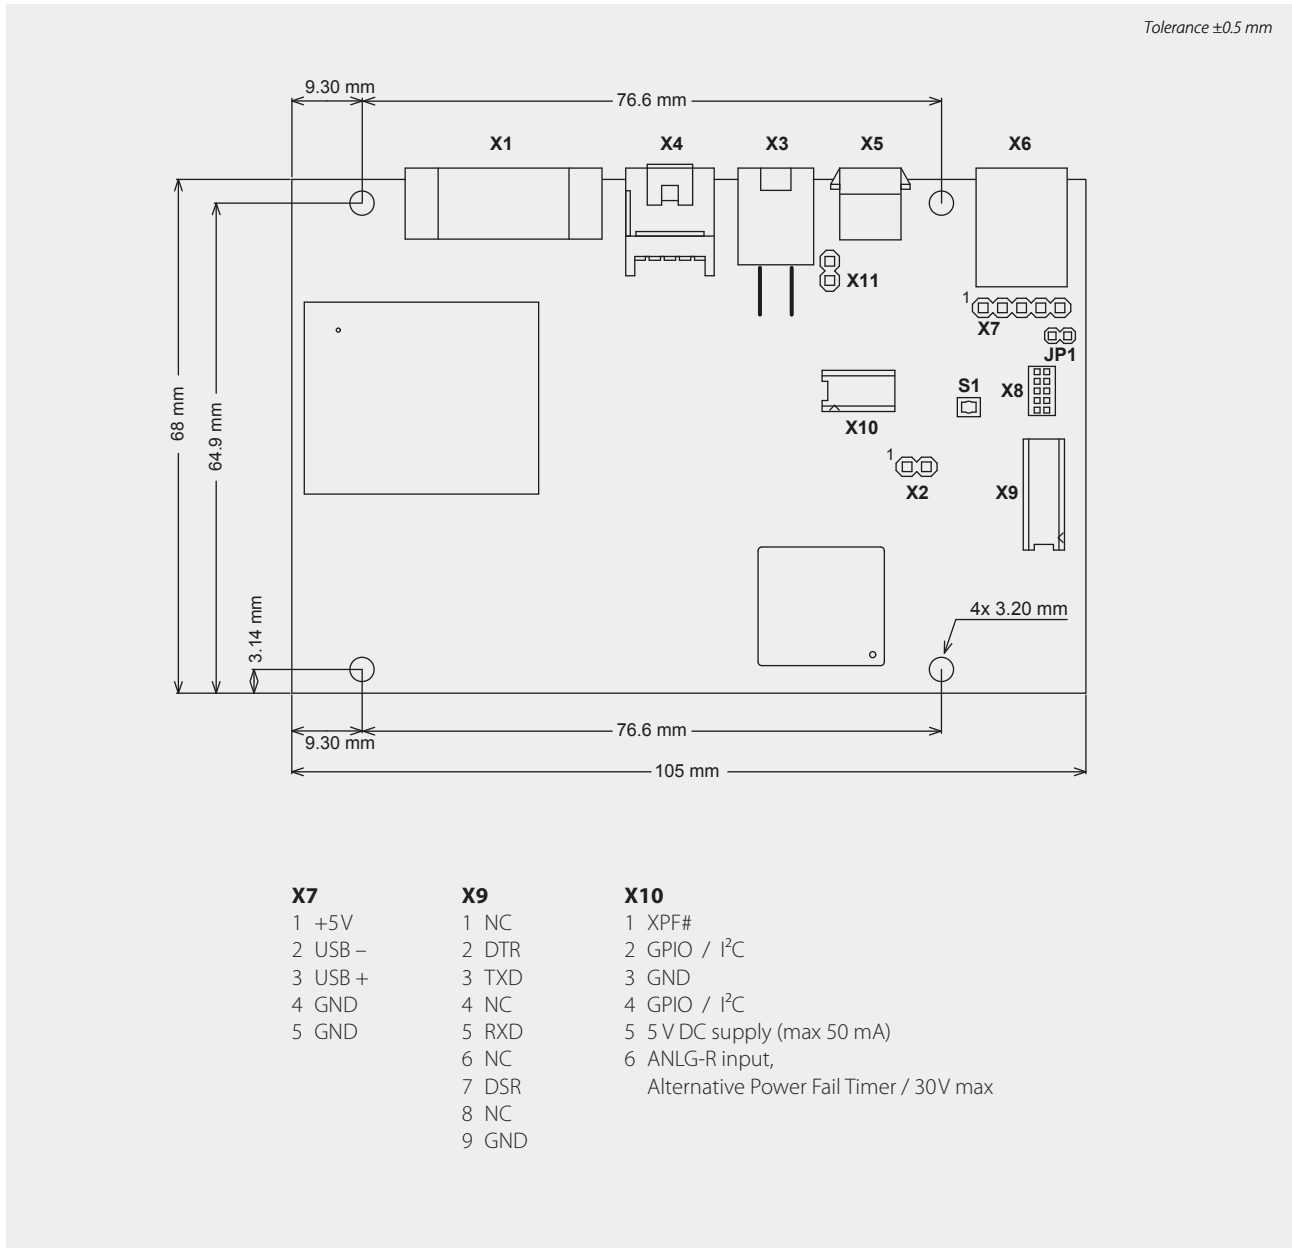 Tolerance ±0.5 mm
9.30 mm
76.6 mm
X1
X4
X3
X5
X6
X11
1
X7
JP1
S1
X8
X10
68 mm
64.9 mm
1
X2
X9
4x 3.20 mm
3.14 mm
76.6 mm
9.30 mm
105 mm
X7
1 +5V
2 USB –
3 USB +
4 GND
5 GND
X9
1 NC
2 DTR
3 TXD
4 NC
5 RXD
6 NC
7 DSR
8 NC
9 GND
X10
1 XPF#
2 GPIO / I²C
3 GND
4 GPIO / I²C
5 5 V DC supply (max 50 mA)
6 ANLG-R input,
Alternative Power Fail Timer / 30V max